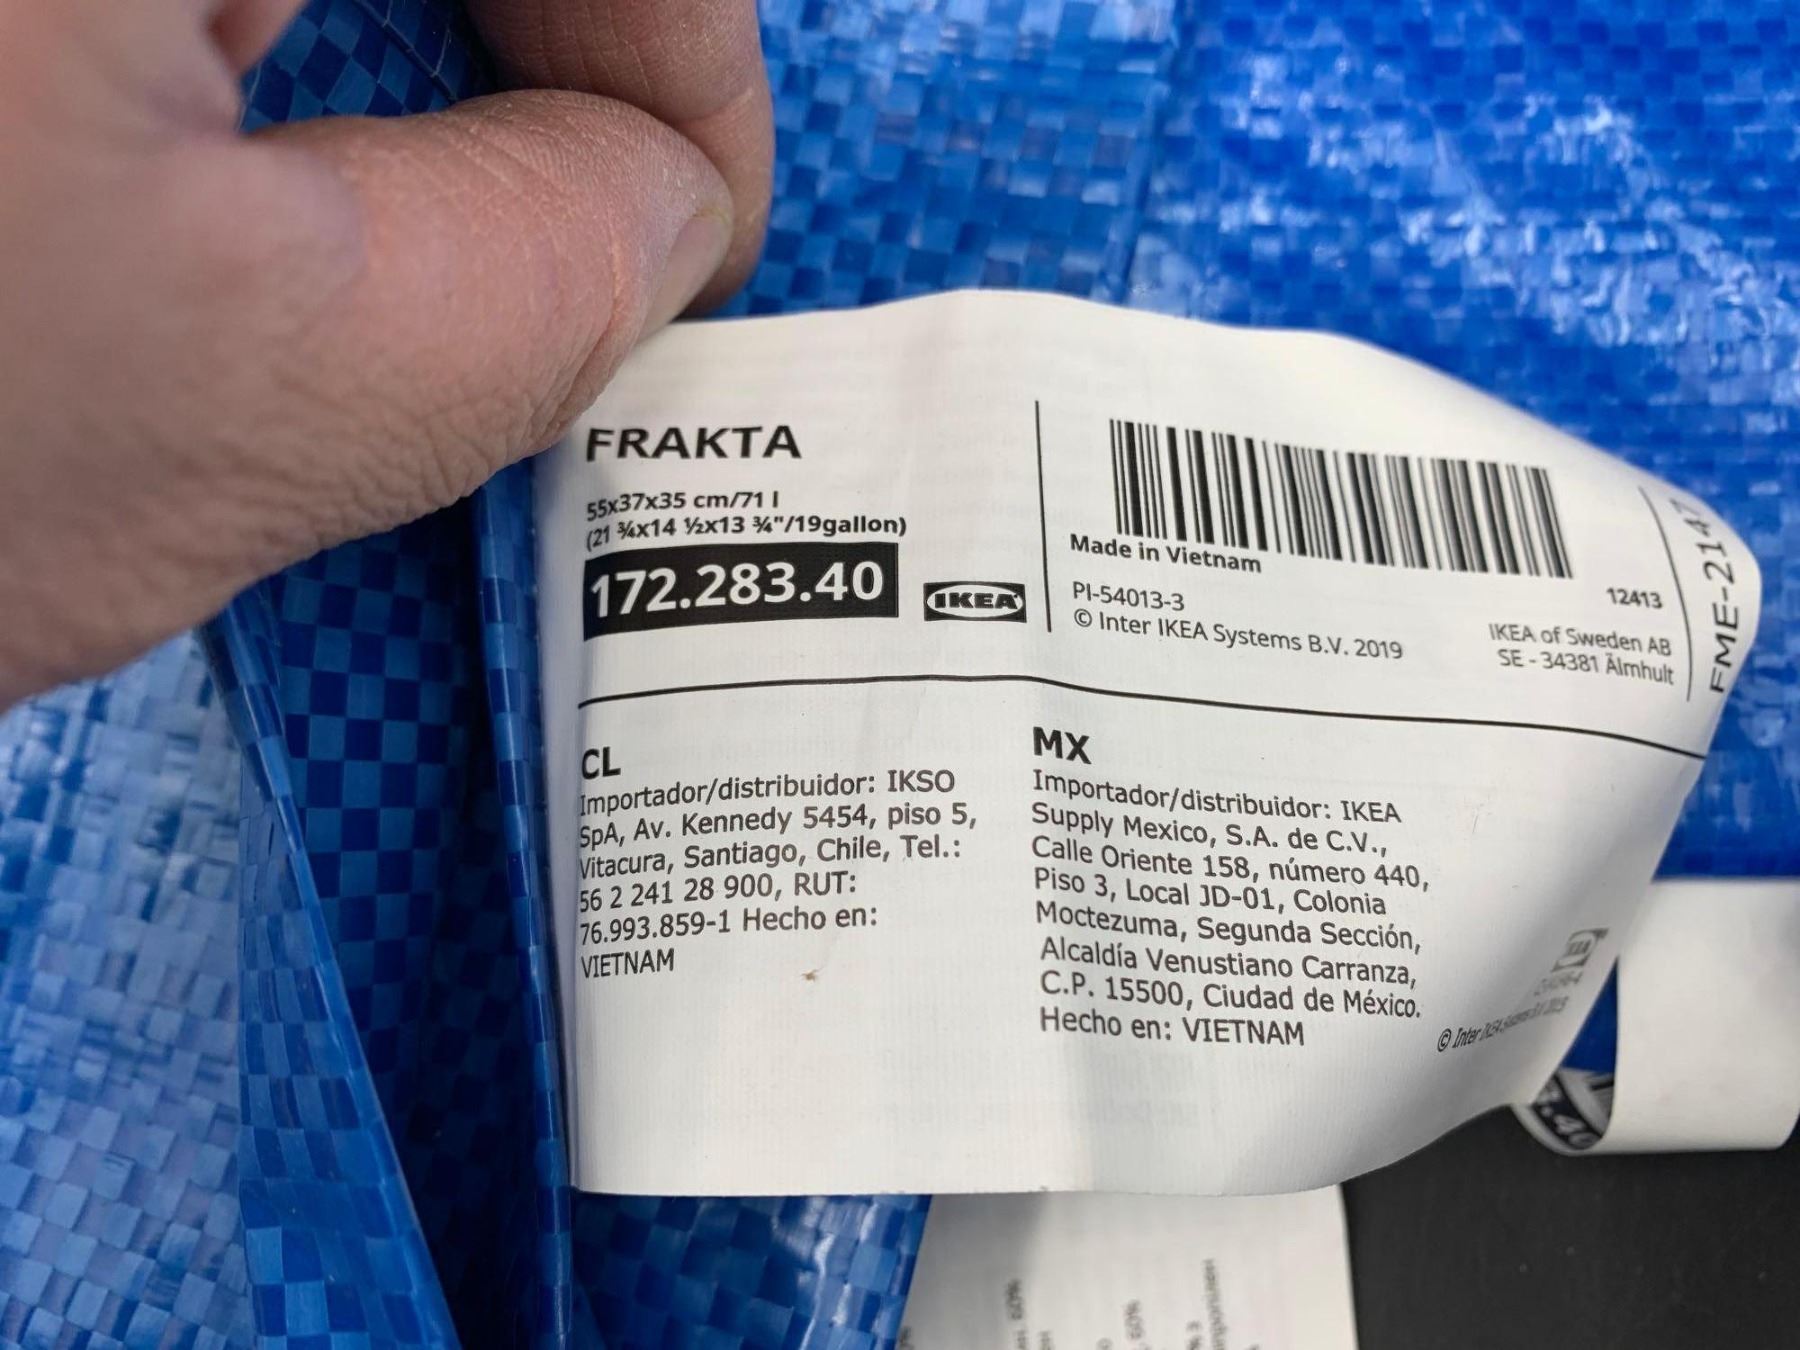 FRAKTA
55x37x35 cm/71 l
(21 ¾x14 ½x13 ¾"/19gallon)
172.283.40
IKEA
Made in Vietnam
PI-54013-3
© Inter IKEA Systems B.V. 2019
12413
IKEA of Sweden AB
SE - 34381 Älmhult
FME-2147
CL
Importador/distribuidor: IKSO
SpA, Av. Kennedy 5454, piso 5,
Vitacura, Santiago, Chile, Tel.:
56 2 241 28 900, RUT:
76.993.859-1 Hecho en:
VIETNAM
MX
Importador/distribuidor: IKEA
Supply Mexico, S.A. de C.V.,
Calle Oriente 158, número 440,
Piso 3, Local JD-01, Colonia
Moctezuma, Segunda Sección,
Alcaldía Venustiano Carranza,
C.P. 15500, Ciudad de México.
Hecho en: VIETNAM
© Inter IKEA Systems B.V.